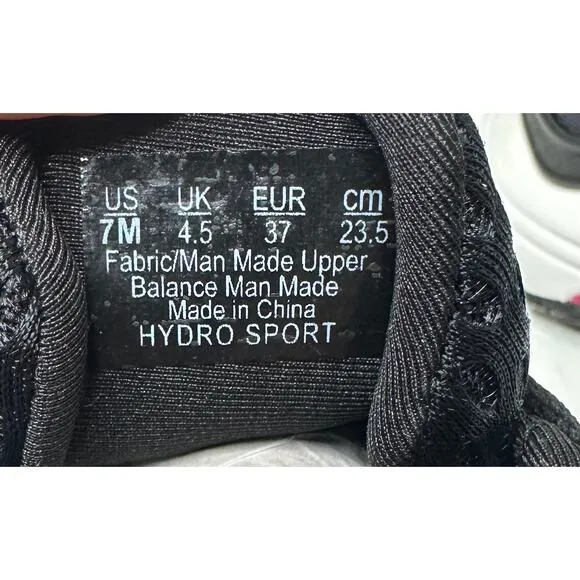 US UK EUR cm
7M 4.5 37 23.5
Fabric/Man Made Upper
Balance Man Made
Made in China
HYDRO SPORT